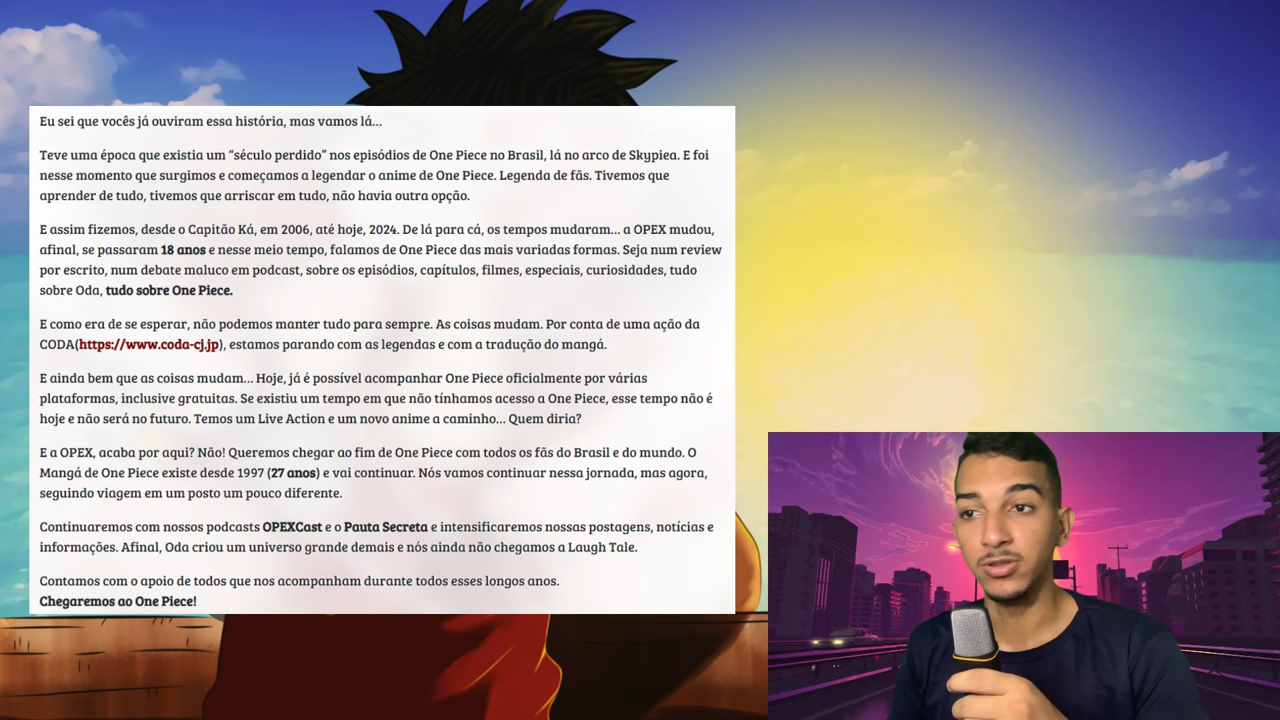 Eu sei que vocês já ouviram essa história, mas vamos lá...
Teve uma época que existia um “século perdido” nos episódios de One Piece no Brasil, lá no arco de Skypiea. E foi
nesse momento que surgimos e começamos a legendar o anime de One Piece. Legenda de fãs. Tivemos que
aprender de tudo, tivemos que arriscar em tudo, não havia outra opção.
E assim fizemos, desde o Capitão Ká, em 2006, até hoje, 2024. De lá para cá, os tempos mudaram... a OPEX mudou,
afinal, se passaram 18 anos e nesse meio tempo, falamos de One Piece das mais variadas formas. Seja num review
por escrito, num debate maluco em podcast, sobre os episódios, capítulos, filmes, especiais, curiosidades, tudo
sobre Oda, tudo sobre One Piece.
E como era de se esperar, não podemos manter tudo para sempre. As coisas mudam. Por conta de uma ação da
CODA(https://www.coda-cj.jp), estamos parando com as legendas e com a tradução do mangá.
E ainda bem que as coisas mudam... Hoje, já é possível acompanhar One Piece oficialmente por várias
plataformas, inclusive gratuitas. Se existiu um tempo em que não tínhamos acesso a One Piece, esse tempo não é
hoje e não será no futuro. Temos um Live Action e um novo anime a caminho... Quem diria?
E a OPEX, acaba por aqui? Não! Queremos chegar ao fim de One Piece com todos os fãs do Brasil e do mundo. O
Mangá de One Piece existe desde 1997 (27 anos) e vai continuar. Nós vamos continuar nessa jornada, mas agora,
seguindo viagem em um posto um pouco diferente.
Continuaremos com nossos podcasts OPEXCast e o Pauta Secreta e intensificaremos nossas postagens, notícias e
informações. Afinal, Oda criou um universo grande demais e nós ainda não chegamos a Laugh Tale.
Contamos com o apoio de todos que nos acompanham durante todos esses longos anos.
Chegaremos ao One Piece!